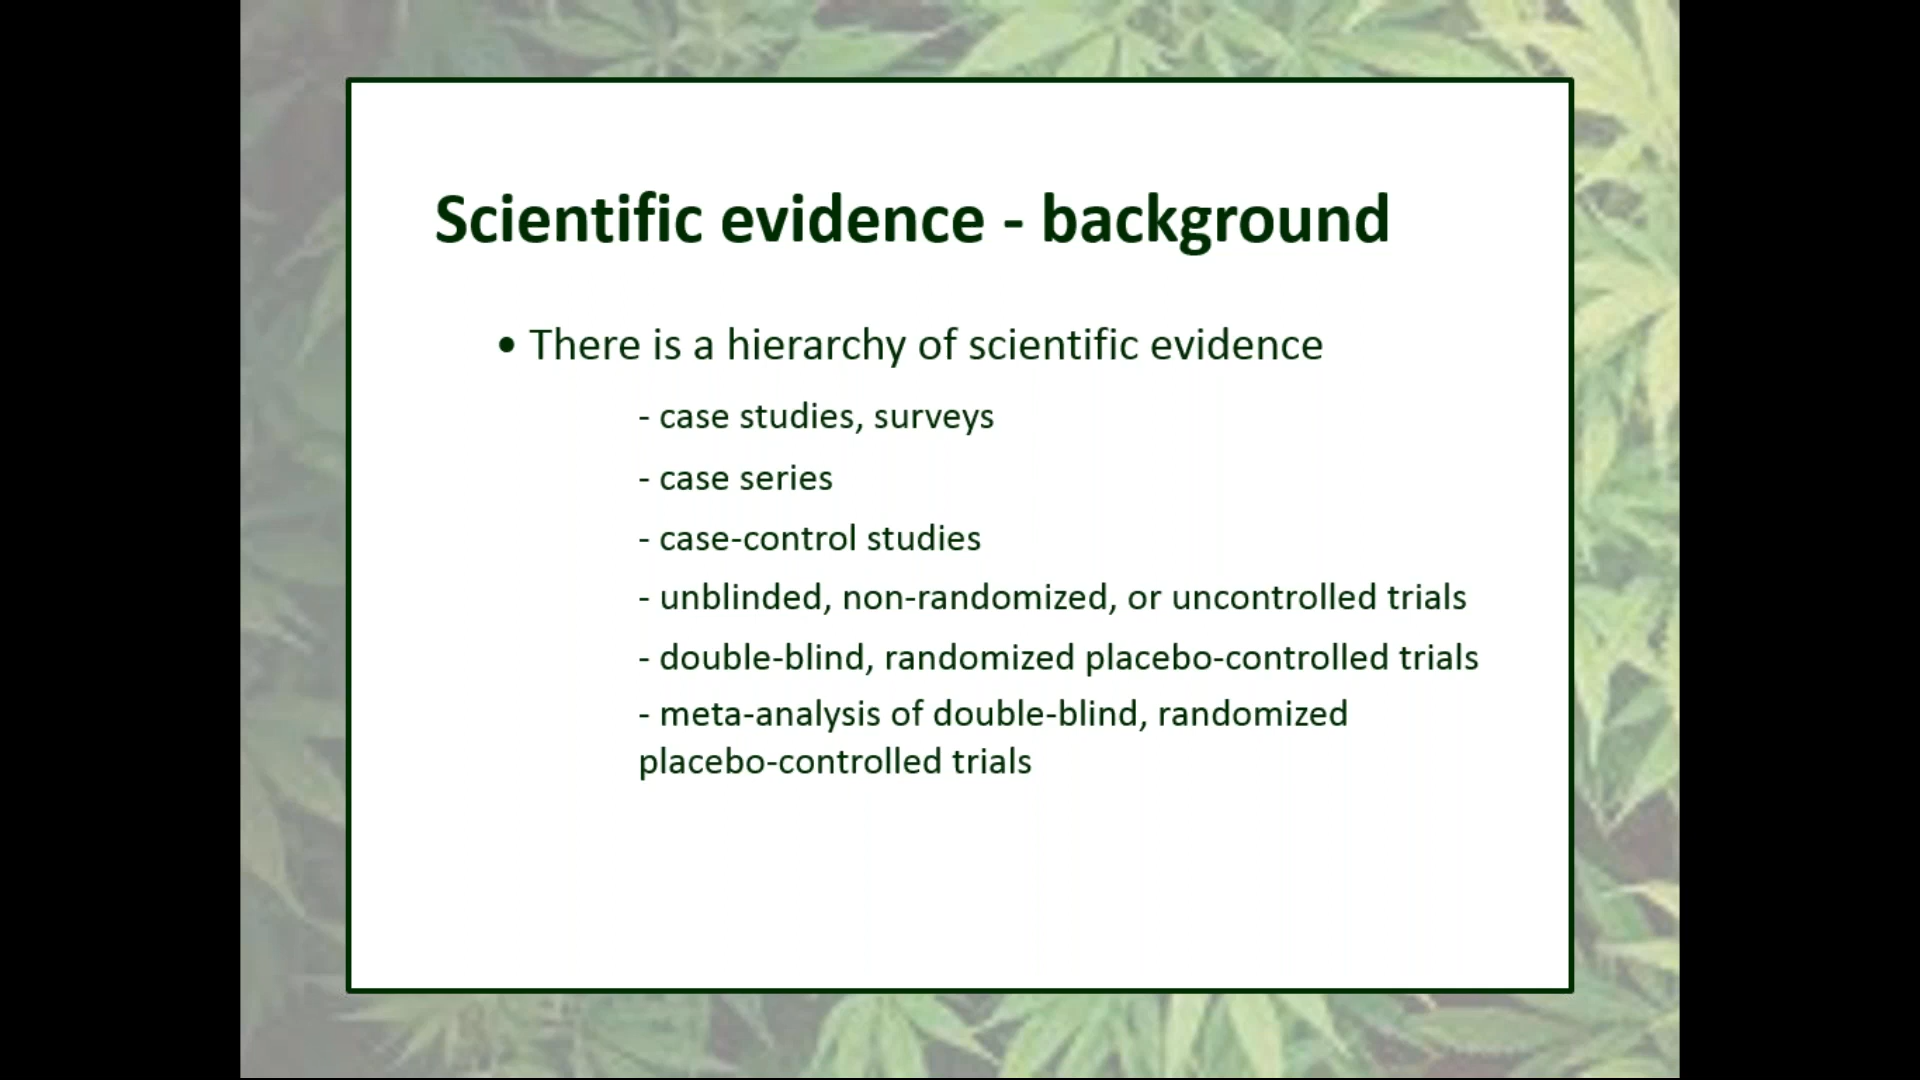 Scientific evidence - background
• There is a hierarchy of scientific evidence
- case studies, surveys
- case series
- case-control studies
- unblinded, non-randomized, or uncontrolled trials
- double-blind, randomized placebo-controlled trials
- meta-analysis of double-blind, randomized
placebo-controlled trials